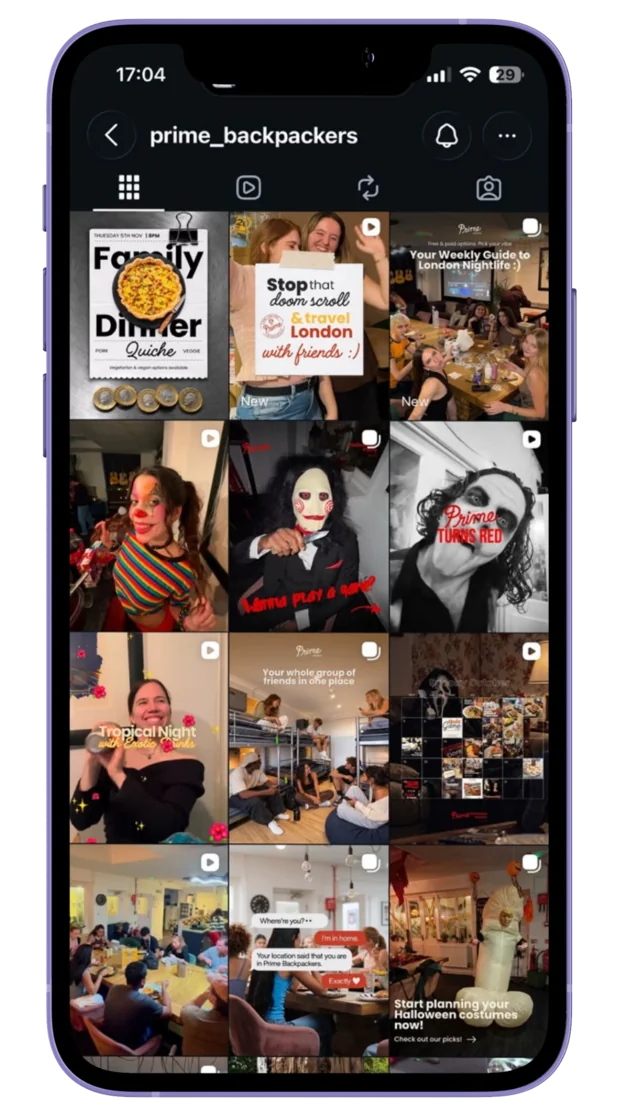 17:04
29
prime_backpackers
THURSDAY 5TH NOV | 8PM
Family
Dinner
PORK
Quiche
VEGGIE
Vegetarian & vegan options available
Stop that
doom scroll
& travel
London
with friends :)
New
Prime
Free & paid options. Pick your vibe
Your Weekly Guide to
London Nightlife :)
New
Prime
Wanna play a game?
Prime
TURNS RED
Tropical Night
with Exotic Drinks
Prime
Your whole group of
friends in one place
Prime
Where're you? 👀
I'm in home.
Your location said that you are
in Prime Backpackers.
Exactly ❤
Start planning your
Halloween costumes
now!
Check out our picks! →